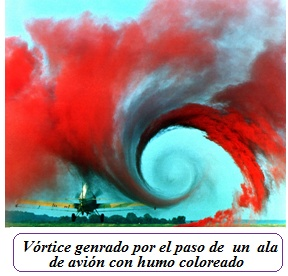 Vórtice genrado por el paso de un ala
de avión con humo coloreado